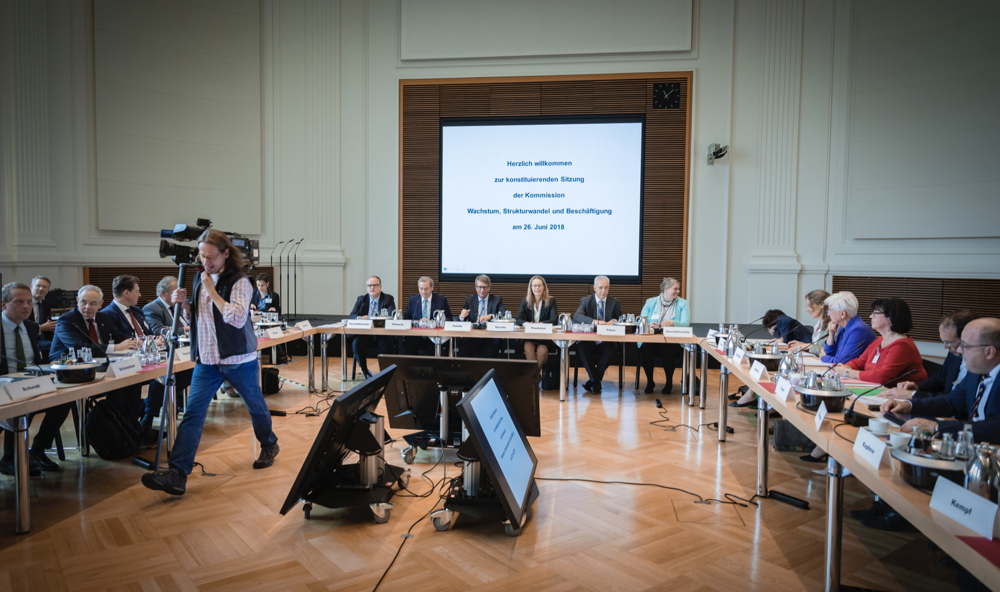 Herzlich willkommen
zur konstituierenden Sitzung
der Kommission
Wachstum, Strukturwandel und Beschäftigung
am 26. Juni 2018
Geschäftsstelle
Platzeck
Pofalla
Vorsitz
Praetorius
Tillich
Geschäftsstelle
Schweitzer
Scheidt
Kapferer
Kempf